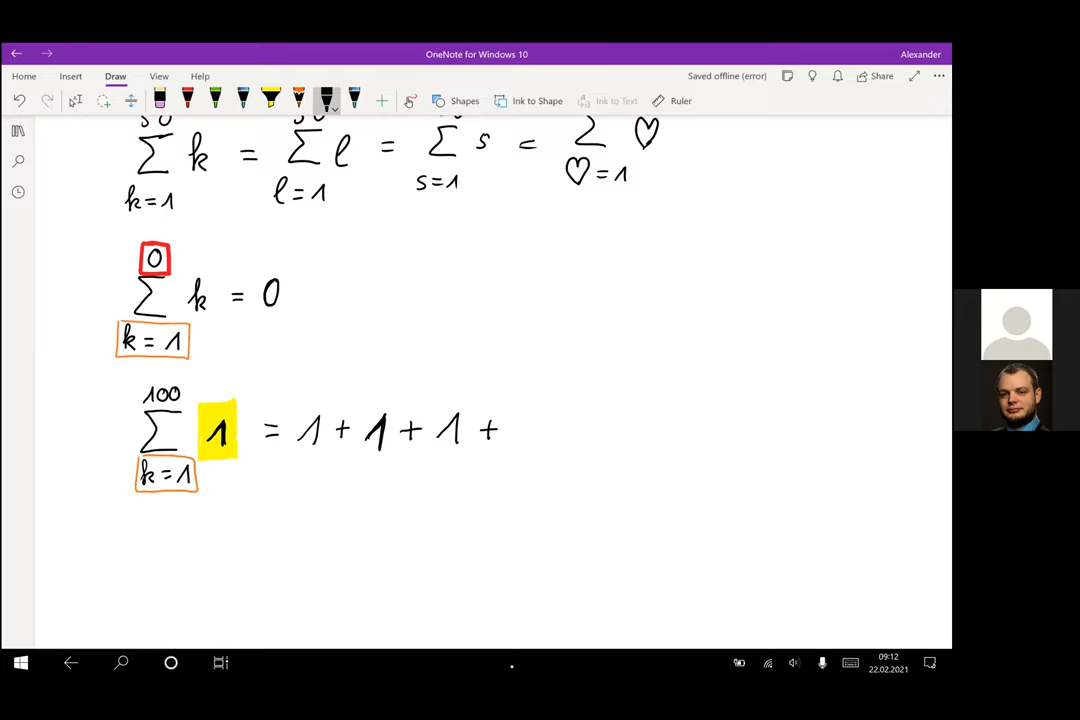 OneNote for Windows 10
Alexander
Home Insert Draw View Help
Saved offline (error) Share
Shapes Ink to Shape Ink to Text Ruler
∑ k = ∑ l = ∑ s = ∑ ♡
k=1 l=1 s=1 ♡=1
0
∑ k = 0
k = 1
100
∑ 1 = 1 + 1 + 1 +
k = 1
09:12
22.02.2021